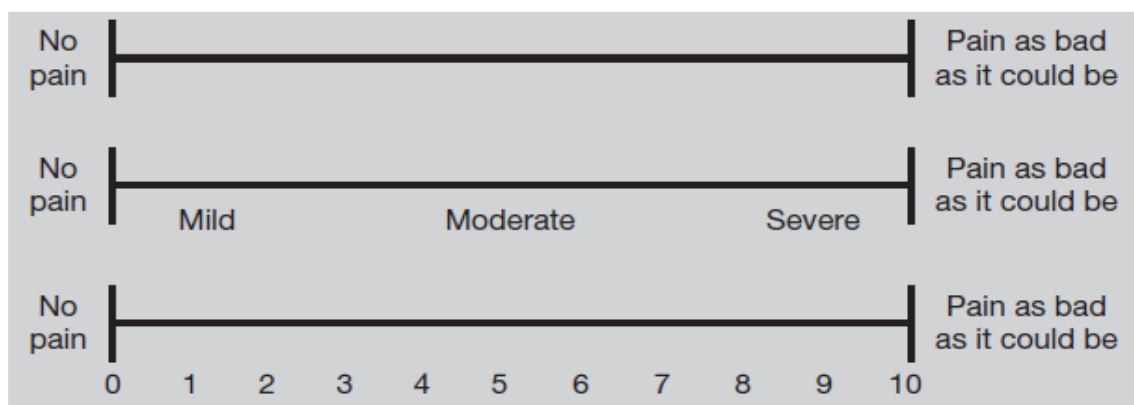 No pain
Pain as bad as it could be
No pain
Pain as bad as it could be
Mild Moderate Severe
No pain
Pain as bad as it could be
0 1 2 3 4 5 6 7 8 9 10